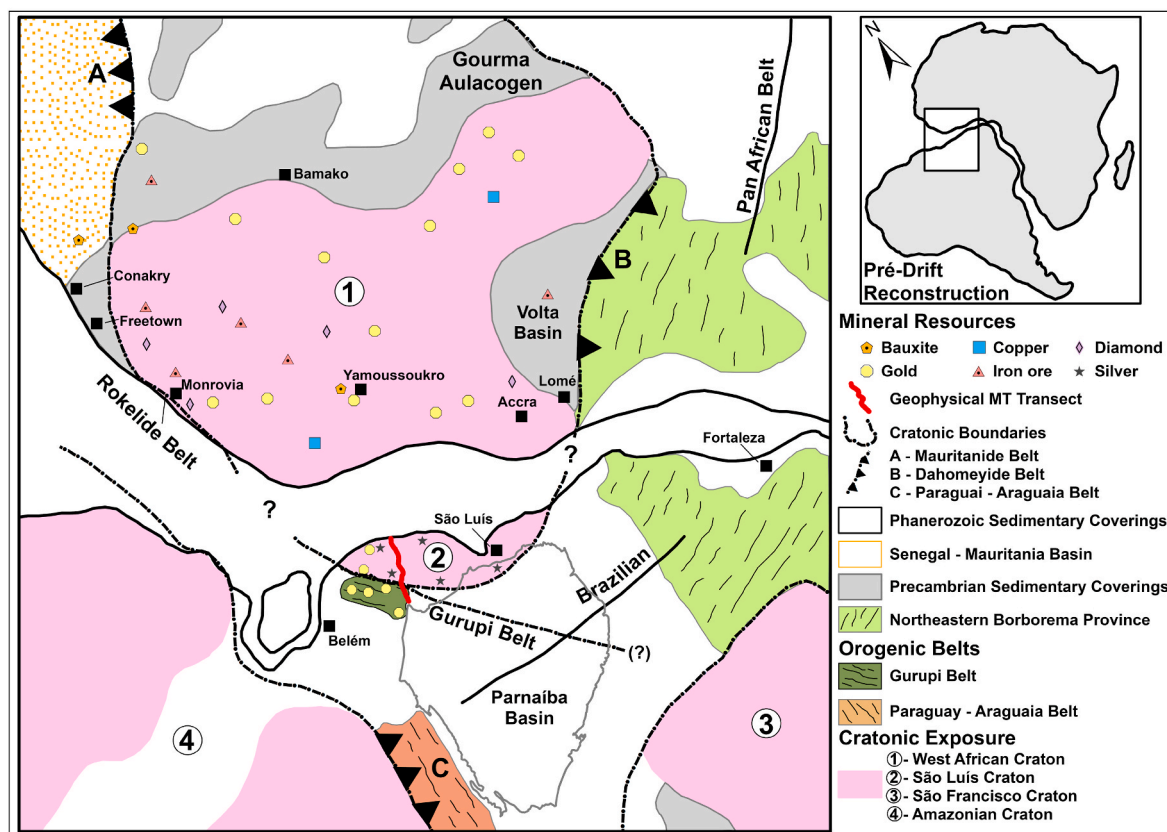 A
Gourma
Aulacogen
Pan African Belt
Bamako
B
Conakry
1
Freetown
Volta
Basin
Monrovia
Yamoussoukro
Lomé
Accra
Rokelide Belt
Fortaleza
?
?
São Luís
2
Brazilian
Gurupi Belt
Belém
(?)
Parnaíba
Basin
3
4
C
N
Pré-Drift
Reconstruction
Mineral Resources
Bauxite
Copper
Diamond
Gold
Iron ore
Silver
Geophysical MT Transect
Cratonic Boundaries
A - Mauritanide Belt
B - Dahomeyide Belt
C - Paraguai - Araguaia Belt
Phanerozoic Sedimentary Coverings
Senegal - Mauritania Basin
Precambrian Sedimentary Coverings
Northeastern Borborema Province
Orogenic Belts
Gurupi Belt
Paraguay - Araguaia Belt
Cratonic Exposure
1 - West African Craton
2 - São Luís Craton
3 - São Francisco Craton
4 - Amazonian Craton